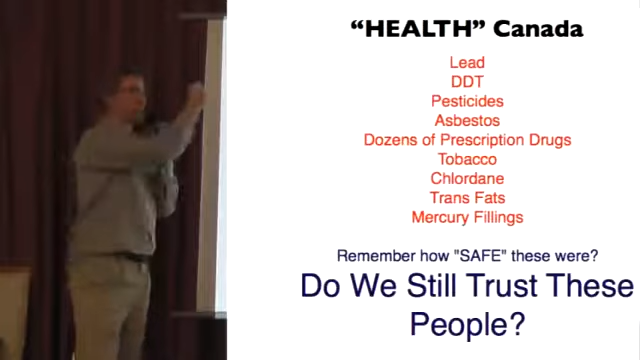 “HEALTH” Canada
Lead
DDT
Pesticides
Asbestos
Dozens of Prescription Drugs
Tobacco
Chlordane
Trans Fats
Mercury Fillings
Remember how "SAFE" these were?
Do We Still Trust These
People?